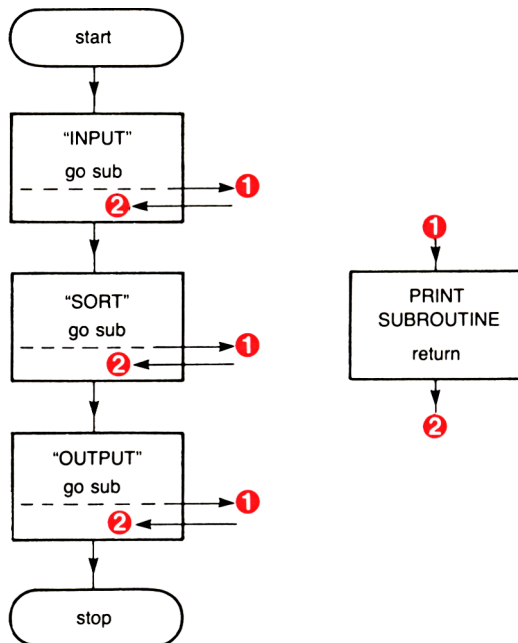 start
“INPUT”
go sub
1
2
“SORT”
go sub
1
2
“OUTPUT”
go sub
1
2
stop
1
PRINT
SUBROUTINE
return
2